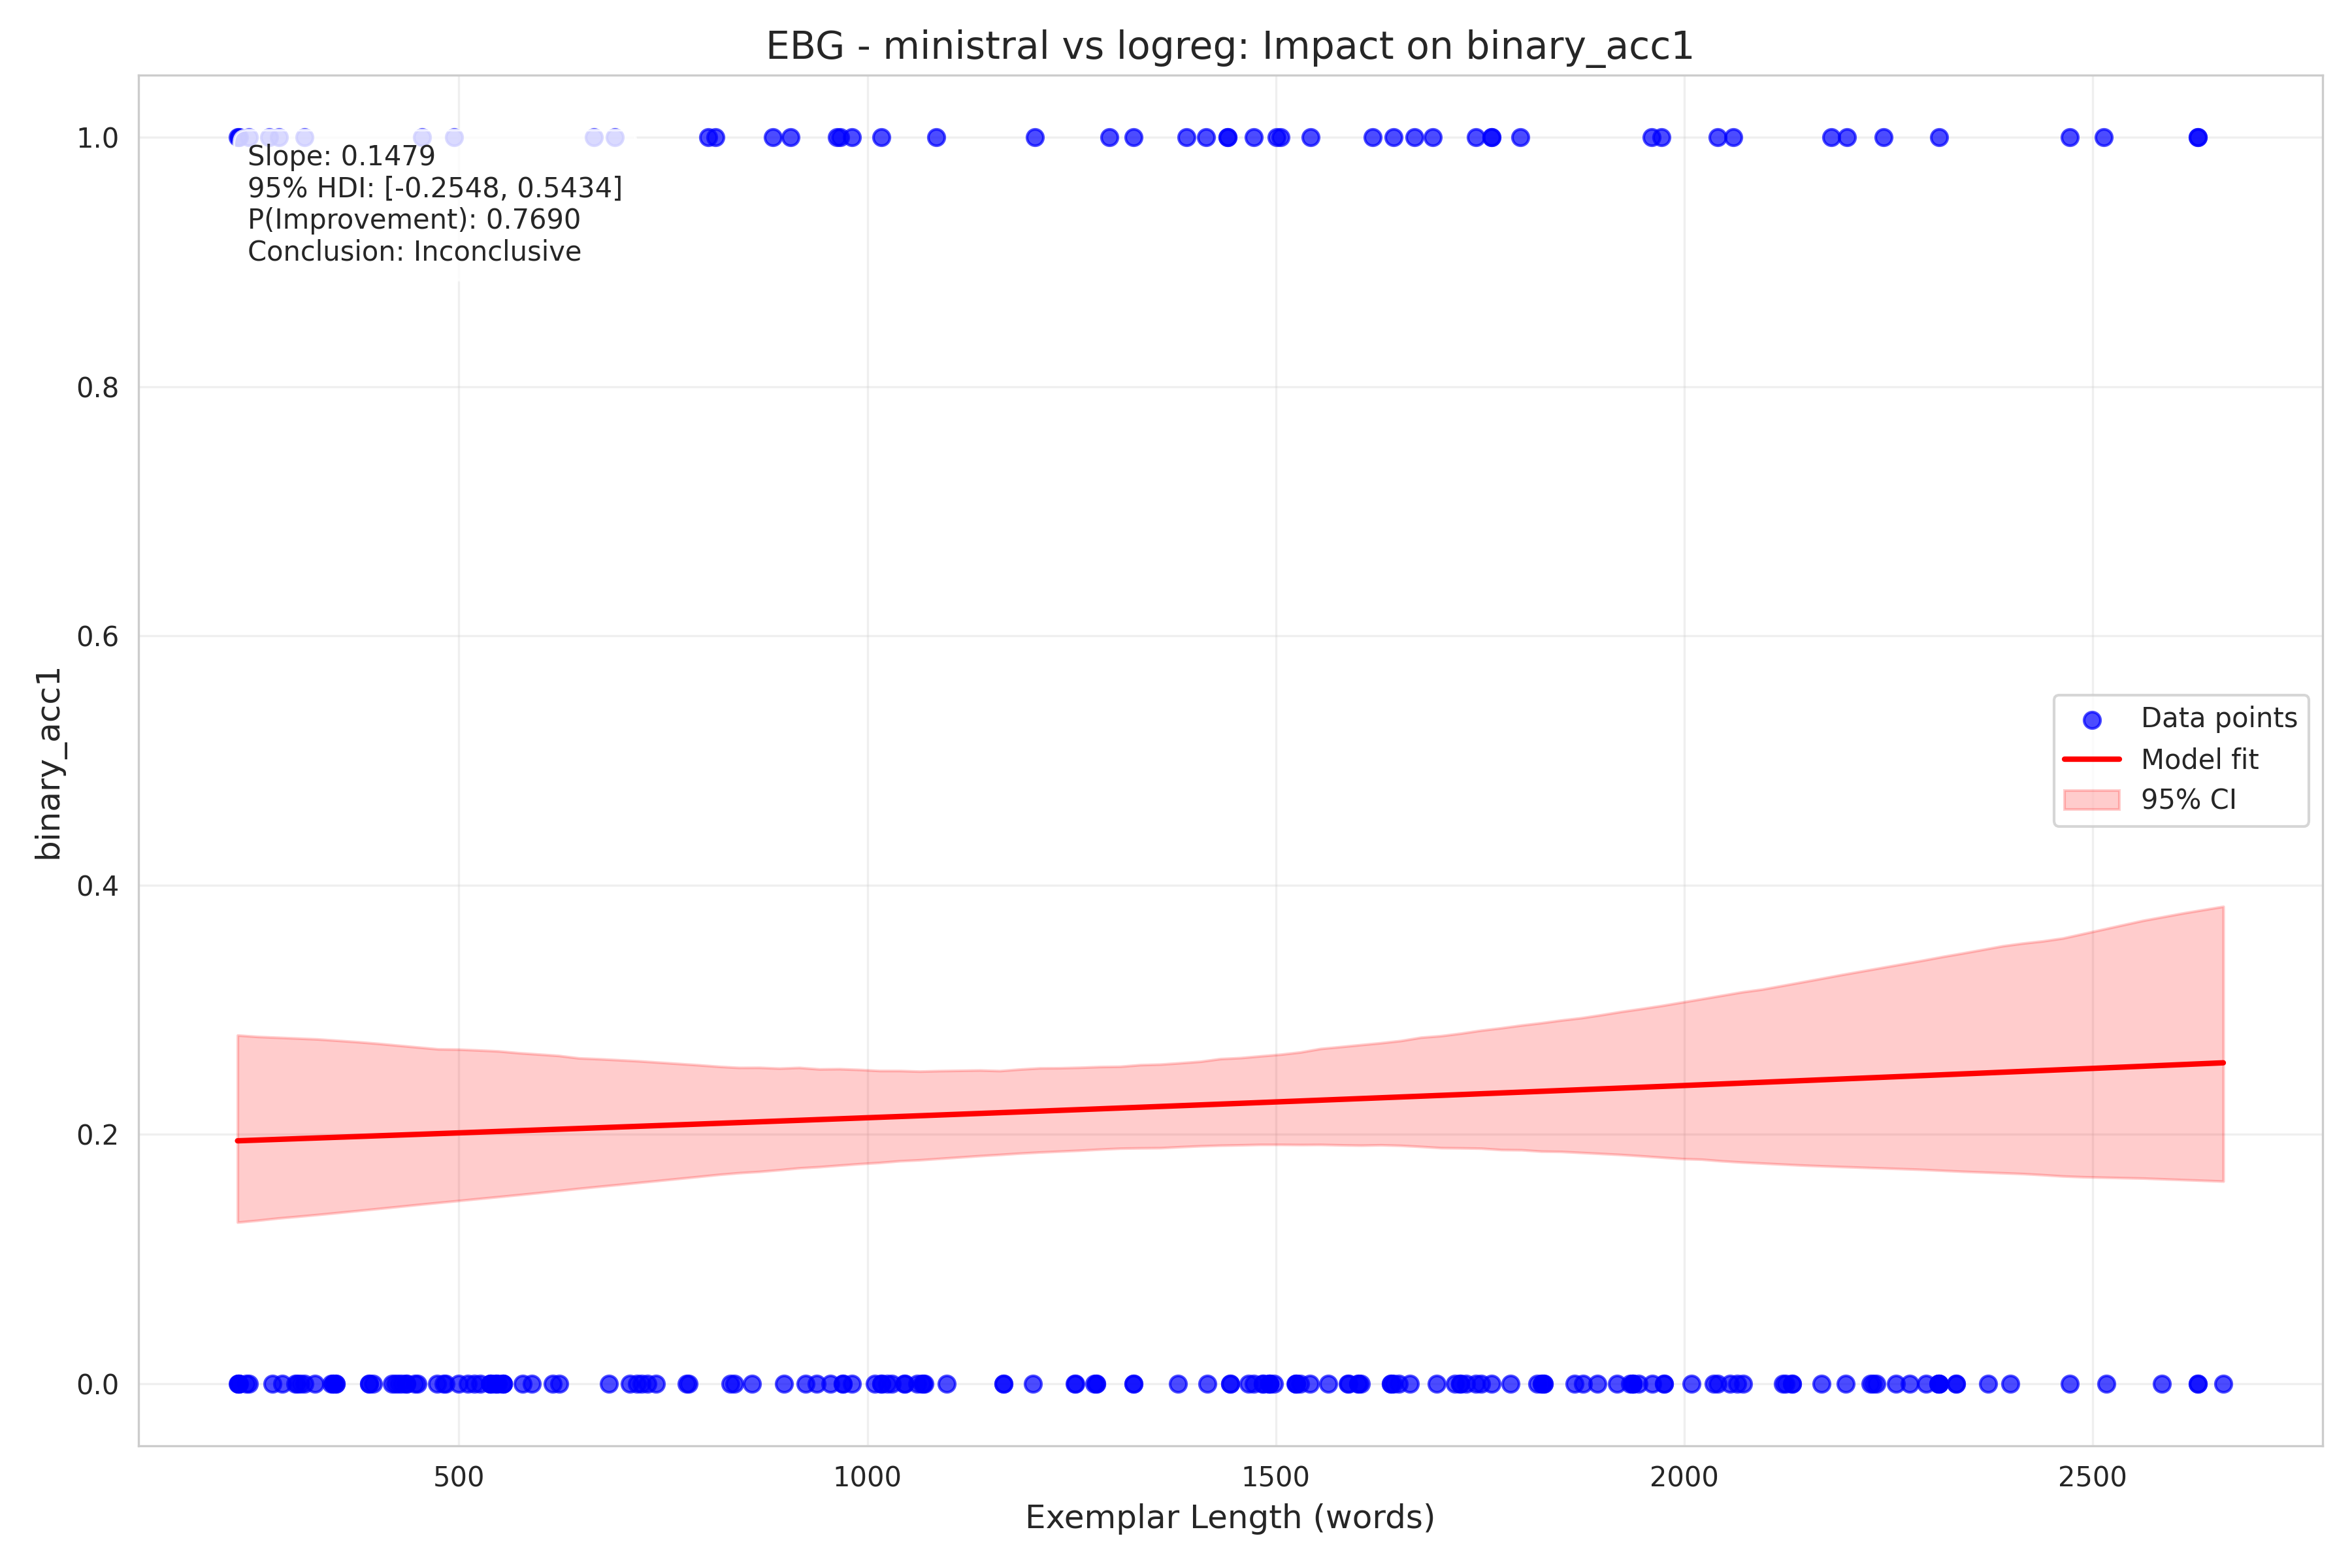 EBG - ministral vs logreg: Impact on binary_acc1
1.0
Slope: 0.1479
95% HDI: [-0.2548, 0.5434]
P(Improvement): 0.7690
Conclusion: Inconclusive
0.8
0.6
0.4
0.2
0.0
binary_acc1
Data points
Model fit
95% CI
500
1000
1500
2000
2500
Exemplar Length (words)